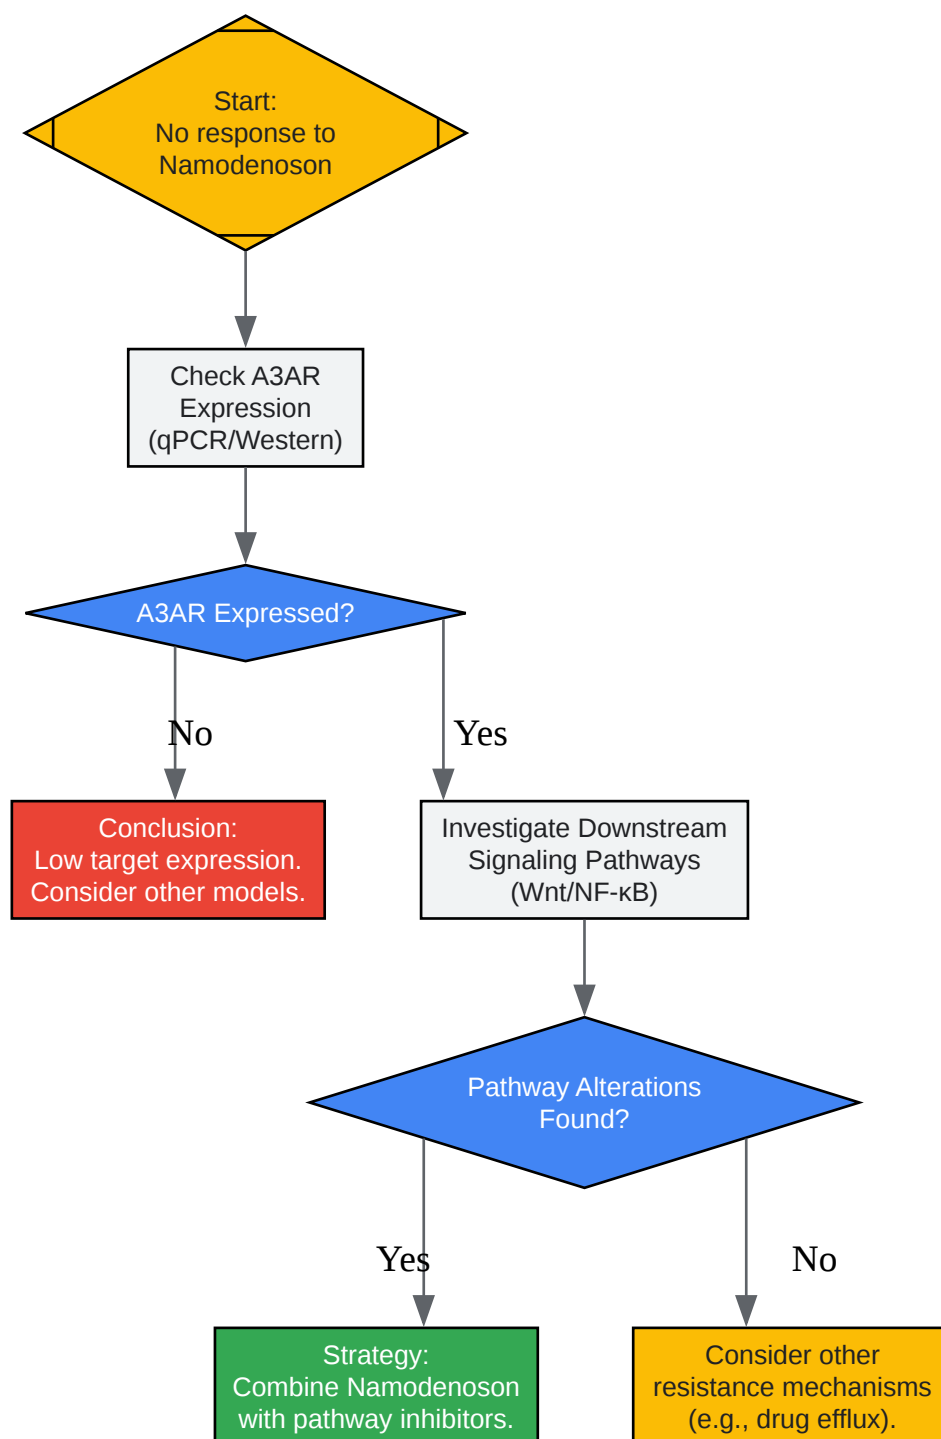 Start:
No response to
Namodenoson
Check A3AR
Expression
(qPCR/Western)
A3AR Expressed?
No
Yes
Conclusion:
Low target expression.
Consider other models.
Investigate Downstream
Signaling Pathways
(Wnt/NF-κB)
Pathway Alterations
Found?
Yes
No
Strategy:
Combine Namodenoson
with pathway inhibitors.
Consider other
resistance mechanisms
(e.g., drug efflux).